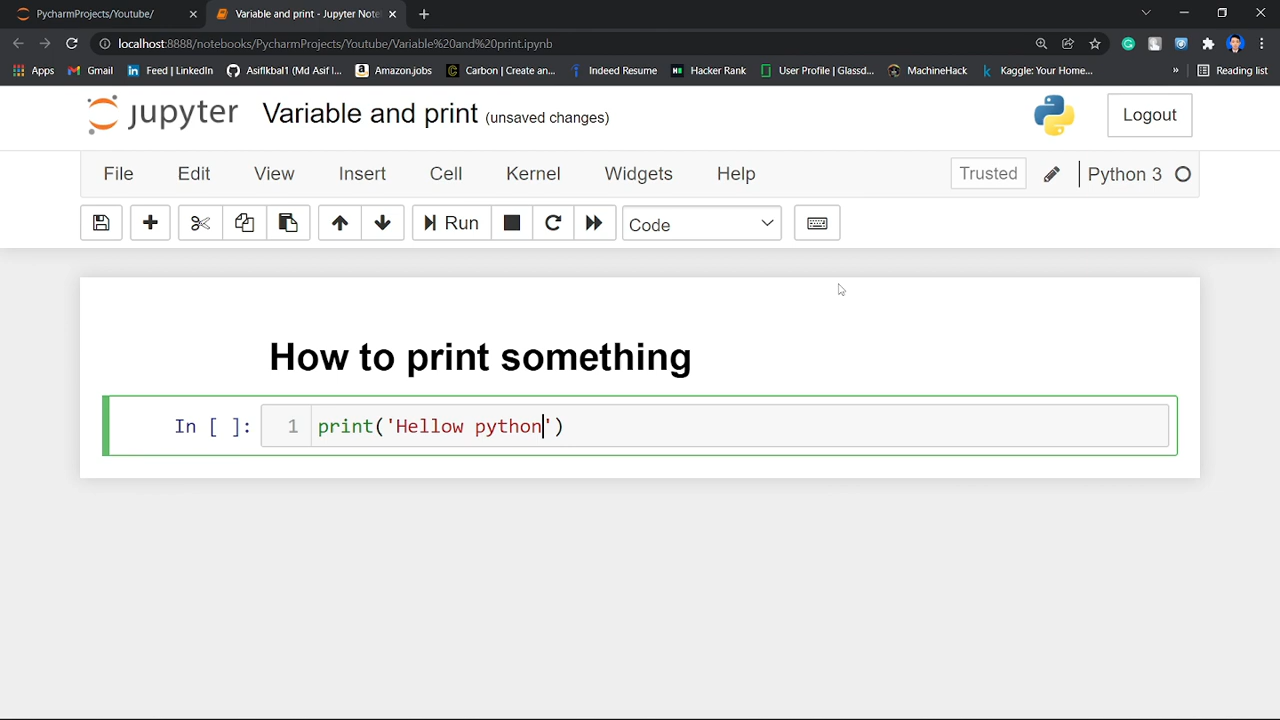 PycharmProjects/Youtube/
Variable and print - Jupyter Note
localhost:8888/notebooks/PycharmProjects/Youtube/Variable%20and%20print.ipynb
Apps Gmail Feed | LinkedIn AsifIkbal1 (Md Asif I... Amazon.jobs Carbon | Create an... Indeed Resume Hacker Rank User Profile | Glassd... MachineHack Kaggle: Your Home... » Reading list
jupyter Variable and print (unsaved changes) Logout
File Edit View Insert Cell Kernel Widgets Help Trusted Python 3
Run Code
How to print something
In [ ]: 1 print('Hellow python')